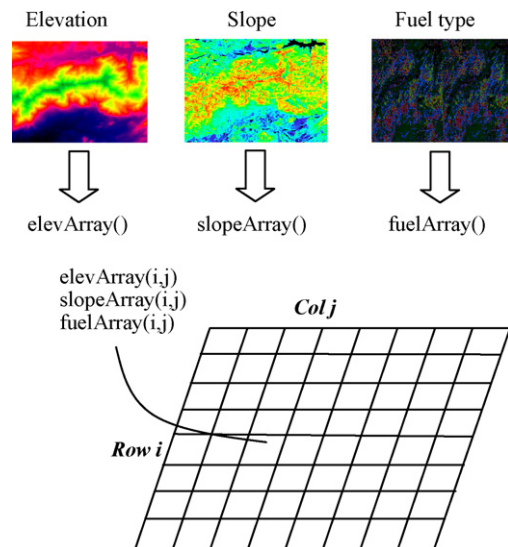 Elevation Slope Fuel type
elevArray() slopeArray() fuelArray()
elevArray(i,j)
slopeArray(i,j)
fuelArray(i,j)
Col j
Row i